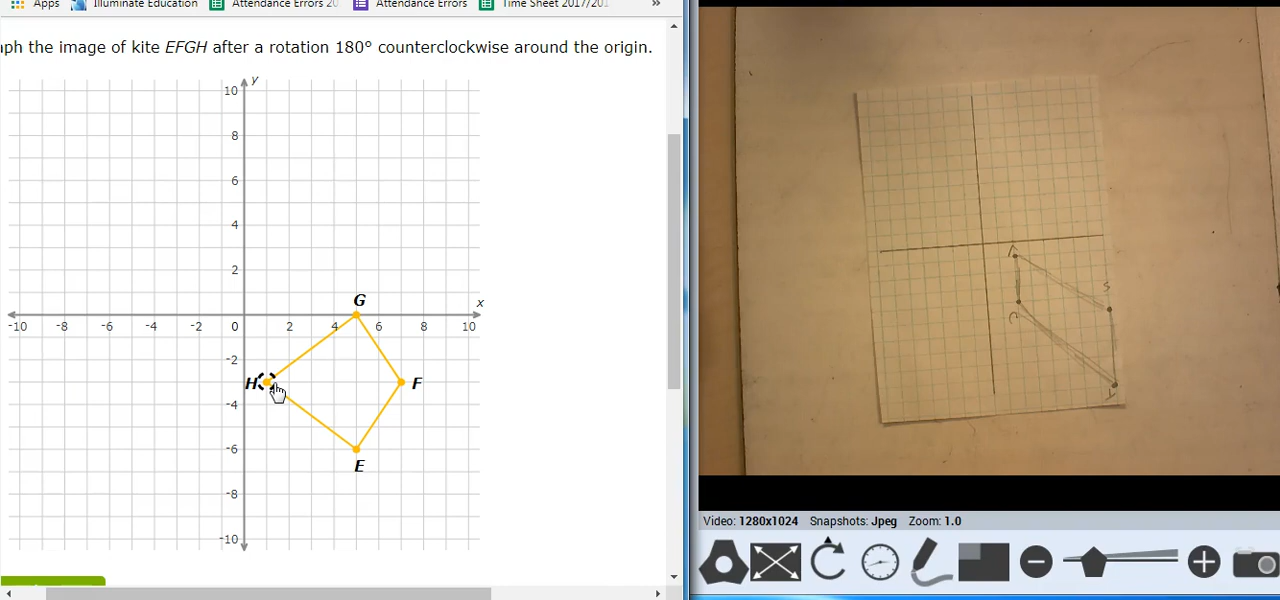 Apps Illuminate Education Attendance Errors 20 Attendance Errors Time Sheet 2017/201 »
aph the image of kite EFGH after a rotation 180° counterclockwise around the origin.
y
10
8
6
4
2
G x
-10 -8 -6 -4 -2 0 2 4 6 8 10
-2
H F
-4
-6
E
-8
-10
Video: 1280x1024 Snapshots: Jpeg Zoom: 1.0